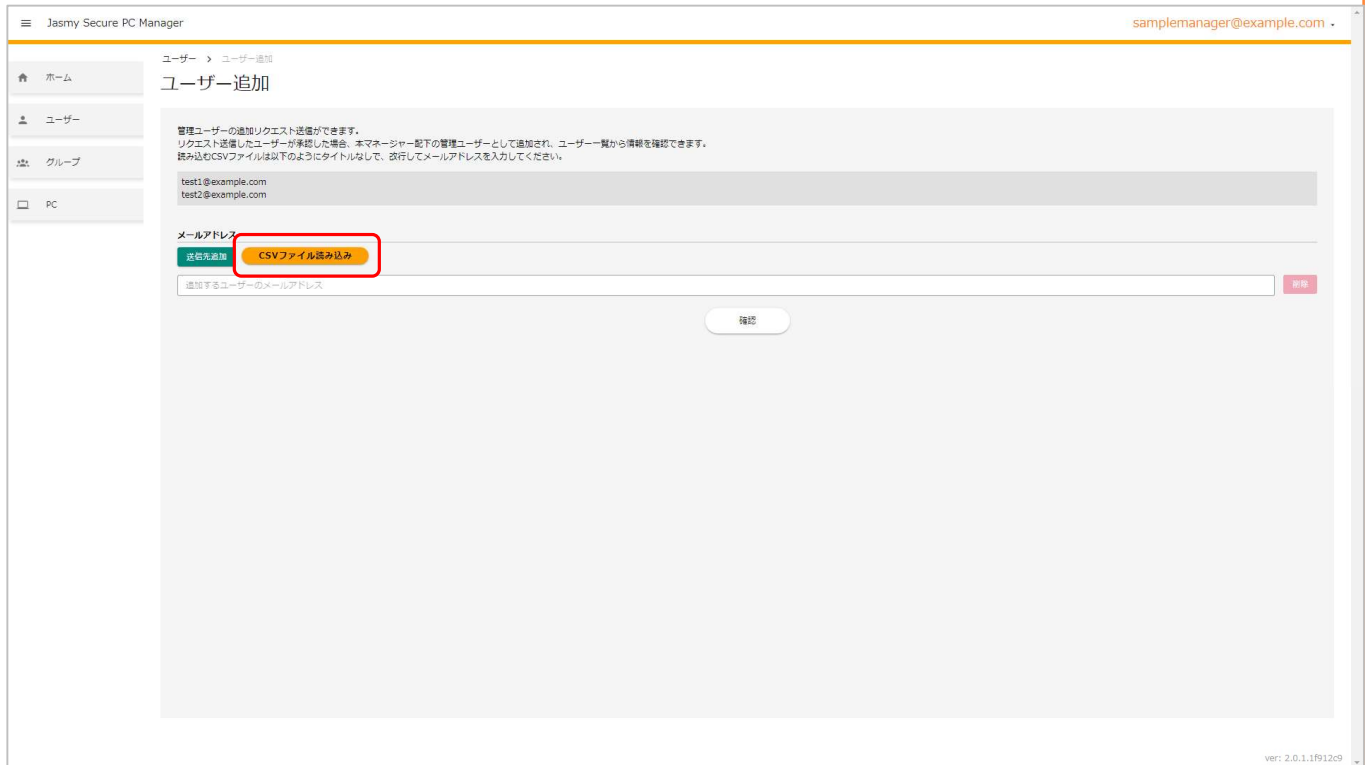 Jasmy Secure PC Manager
samplemanager@example.com
ユーザー > ユーザー追加
ホーム
ユーザー追加
ユーザー
管理ユーザーの追加リクエスト送信ができます。
リクエスト送信したユーザーが承認した場合、本マネージャー配下の管理ユーザーとして追加され、ユーザー一覧から情報を確認できます。
読み込むCSVファイルは以下のようにタイトルなしで、改行してメールアドレスを入力してください。
グループ
test1@example.com
test2@example.com
PC
メールアドレス
送信先追加 CSVファイル読み込み
追加するユーザーのメールアドレス 削除
確認
ver: 2.0.1.1f912c9